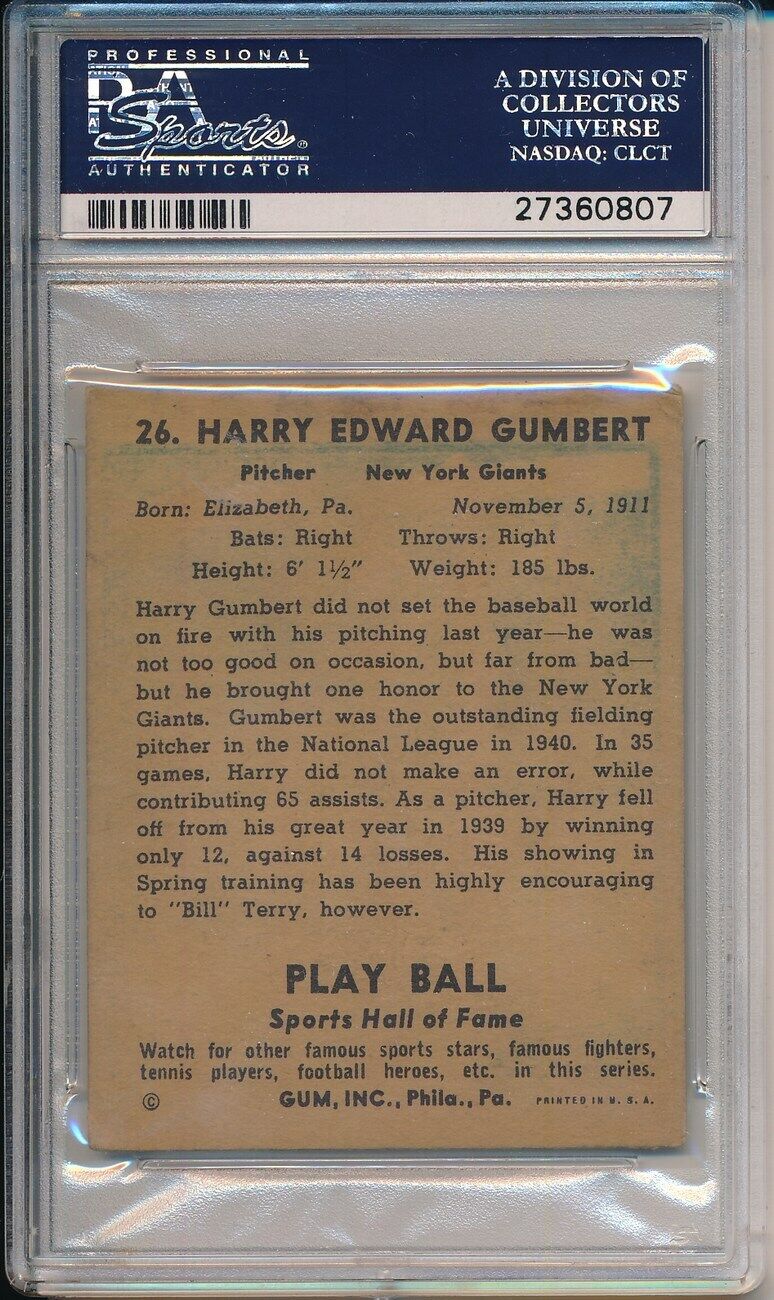 PROFESSIONAL
PSA
Sports®
AUTHENTICATOR
A DIVISION OF
COLLECTORS
UNIVERSE
NASDAQ: CLCT
27360807
26. HARRY EDWARD GUMBERT
Pitcher New York Giants
Born: Elizabeth, Pa. November 5, 1911
Bats: Right Throws: Right
Height: 6′ 1½″ Weight: 185 lbs.
Harry Gumbert did not set the baseball world
on fire with his pitching last year—he was
not too good on occasion, but far from bad—
but he brought one honor to the New York
Giants. Gumbert was the outstanding fielding
pitcher in the National League in 1940. In 35
games, Harry did not make an error, while
contributing 65 assists. As a pitcher, Harry fell
off from his great year in 1939 by winning
only 12, against 14 losses. His showing in
Spring training has been highly encouraging
to "Bill" Terry, however.
PLAY BALL
Sports Hall of Fame
Watch for other famous sports stars, famous fighters,
tennis players, football heroes, etc. in this series.
© GUM, INC., Phila., Pa. PRINTED IN U. S. A.